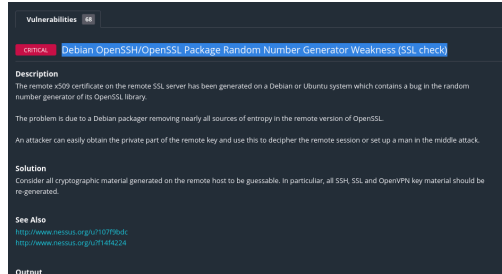 Vulnerabilities 68
CRITICAL Debian OpenSSH/OpenSSL Package Random Number Generator Weakness (SSL check)
Description
The remote x509 certificate on the remote SSL server has been generated on a Debian or Ubuntu system which contains a bug in the random
number generator of its OpenSSL library.
The problem is due to a Debian packager removing nearly all sources of entropy in the remote version of OpenSSL.
An attacker can easily obtain the private part of the remote key and use this to decipher the remote session or set up a man in the middle attack.
Solution
Consider all cryptographic material generated on the remote host to be guessable. In particuliar, all SSH, SSL and OpenVPN key material should be
re-generated.
See Also
http://www.nessus.org/u?107f9bdc
http://www.nessus.org/u?f14f4224
Output